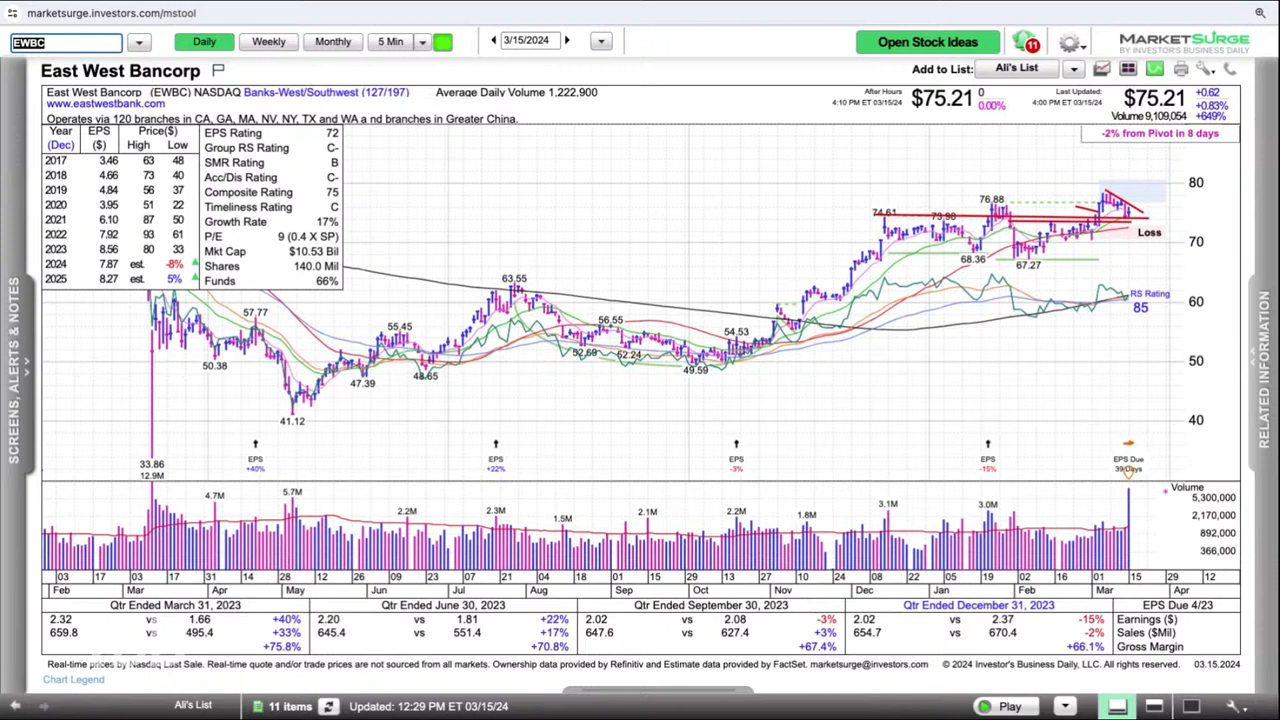 marketsurge.investors.com/mstool
EWBC
Daily
Weekly
Monthly
5 Min
3/15/2024
Open Stock Ideas
11
MARKETSURGE
BY INVESTOR'S BUSINESS DAILY
East West Bancorp
Add to List:
Ali's List
East West Bancorp (EWBC) NASDAQ Banks-West/Southwest (127/197) Average Daily Volume 1,222,900
www.eastwestbank.com
Operates via 120 branches in CA, GA, MA, NV, NY, TX and WA a nd branches in Greater China.
After Hours
4:10 PM ET 03/15/24
$75.21
0
0.00%
Last Updated:
4:00 PM ET 03/15/24
$75.21
+0.62
+0.83%
Volume 9,109,054 +649%
-2% from Pivot in 8 days
Year EPS Price($)
(Dec) ($) High Low
2017 3.46 63 48
2018 4.66 73 40
2019 4.84 56 37
2020 3.95 51 22
2021 6.10 87 50
2022 7.92 93 61
2023 8.56 80 33
2024 7.87 est. -8%
2025 8.27 est. 5%
EPS Rating 72
Group RS Rating C-
SMR Rating B
Acc/Dis Rating C-
Composite Rating 75
Timeliness Rating C
Growth Rate 17%
P/E 9 (0.4 X SP)
Mkt Cap $10.53 Bil
Shares 140.0 Mil
Funds 66%
80
70
60
50
40
74.61
73.98
76.88
68.36
67.27
Loss
RS Rating
85
63.55
57.77
55.45
56.55
54.53
50.38
47.39
48.65
52.69
52.24
49.59
41.12
33.86
12.9M
EPS
+40%
EPS
+22%
EPS
-3%
EPS
-15%
EPS Due
39 Days
4.7M
5.7M
2.2M
2.3M
1.5M
2.1M
2.2M
1.8M
3.1M
3.0M
Volume
5,300,000
2,170,000
892,000
366,000
03 17 03 17 31 14 28 12 26 09 23 07 21 04 18 01 15 29 13 27 10 24 08 22 05 19 02 16 01 15 29 12
Feb Mar Apr May Jun Jul Aug Sep Oct Nov Dec Jan Feb Mar Apr
Qtr Ended March 31, 2023 Qtr Ended June 30, 2023 Qtr Ended September 30, 2023 Qtr Ended December 31, 2023 EPS Due 4/23
2.32 vs 1.66 +40% 2.20 vs 1.81 +22% 2.02 vs 2.08 -3% 2.02 vs 2.37 -15% Earnings ($)
659.8 vs 495.4 +33% 645.4 vs 551.4 +17% 647.6 vs 627.4 +3% 654.7 vs 670.4 -2% Sales ($Mil)
+75.8% +70.8% +67.4% +66.1% Gross Margin
Real-time prices by Nasdaq Last Sale. Real-time quote and/or trade prices are not sourced from all markets. Ownership data provided by Refinitiv and Estimate data provided by FactSet. marketsurge@investors.com © 2024 Investor's Business Daily, LLC. All rights reserved. 03.15.2024
Chart Legend
SCREENS, ALERTS & NOTES
RELATED INFORMATION
Ali's List
11 items
Updated: 12:29 PM ET 03/15/24
Play